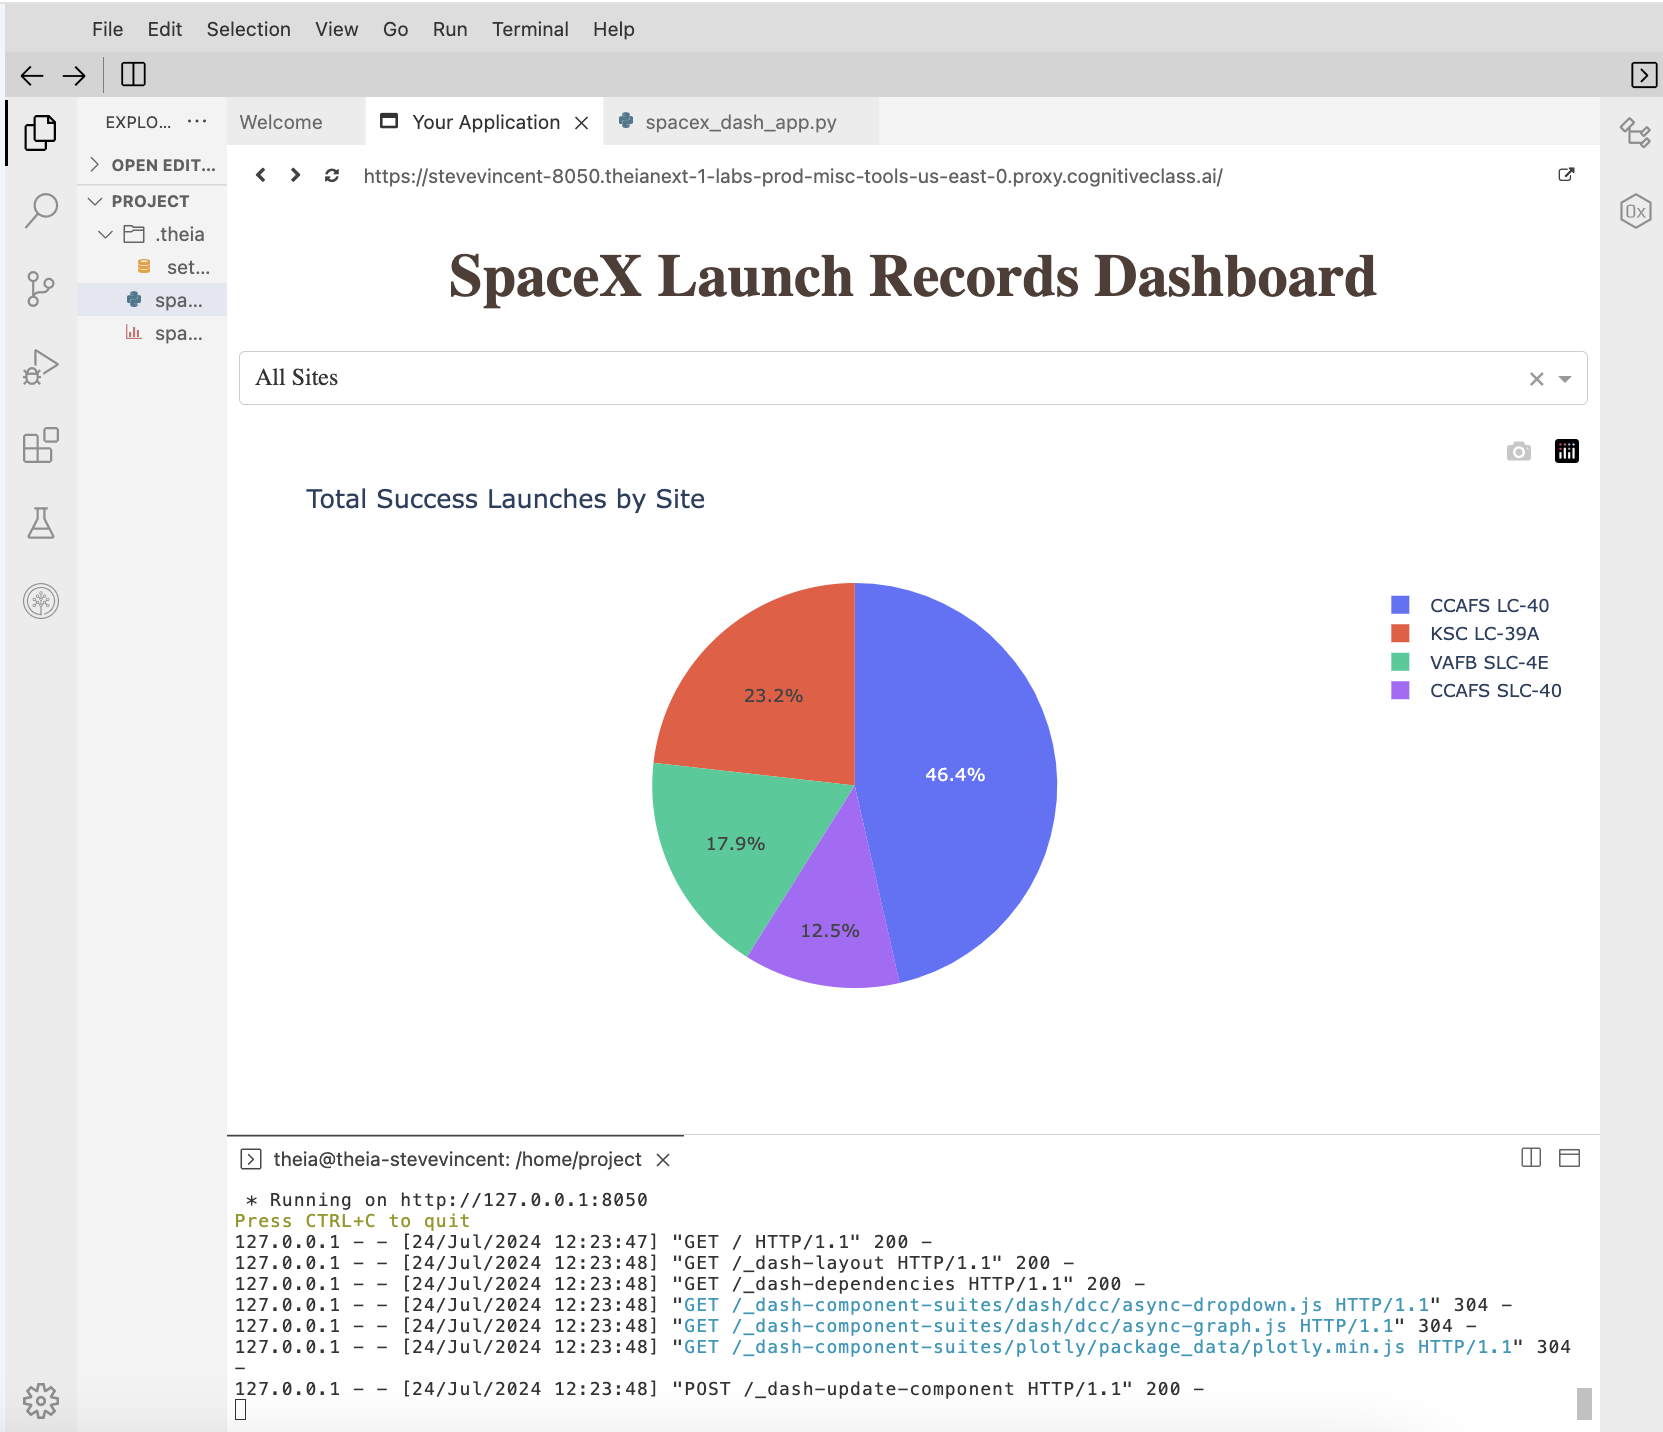 File Edit Selection View Go Run Terminal Help
EXPLO... ...
OPEN EDIT...
PROJECT
.theia
set...
spa...
spa...
Welcome Your Application spacex_dash_app.py
https://stevevincent-8050.theianext-1-labs-prod-misc-tools-us-east-0.proxy.cognitiveclass.ai/
0x
SpaceX Launch Records Dashboard
All Sites
Total Success Launches by Site
CCAFS LC-40
KSC LC-39A
VAFB SLC-4E
CCAFS SLC-40
23.2%
46.4%
17.9%
12.5%
theia@theia-stevevincent: /home/project
* Running on http://127.0.0.1:8050
Press CTRL+C to quit
127.0.0.1 - - [24/Jul/2024 12:23:47] "GET / HTTP/1.1" 200 -
127.0.0.1 - - [24/Jul/2024 12:23:48] "GET /_dash-layout HTTP/1.1" 200 -
127.0.0.1 - - [24/Jul/2024 12:23:48] "GET /_dash-dependencies HTTP/1.1" 200 -
127.0.0.1 - - [24/Jul/2024 12:23:48] "GET /_dash-component-suites/dash/dcc/async-dropdown.js HTTP/1.1" 304 -
127.0.0.1 - - [24/Jul/2024 12:23:48] "GET /_dash-component-suites/dash/dcc/async-graph.js HTTP/1.1" 304 -
127.0.0.1 - - [24/Jul/2024 12:23:48] "GET /_dash-component-suites/plotly/package_data/plotly.min.js HTTP/1.1" 304
-
127.0.0.1 - - [24/Jul/2024 12:23:48] "POST /_dash-update-component HTTP/1.1" 200 -